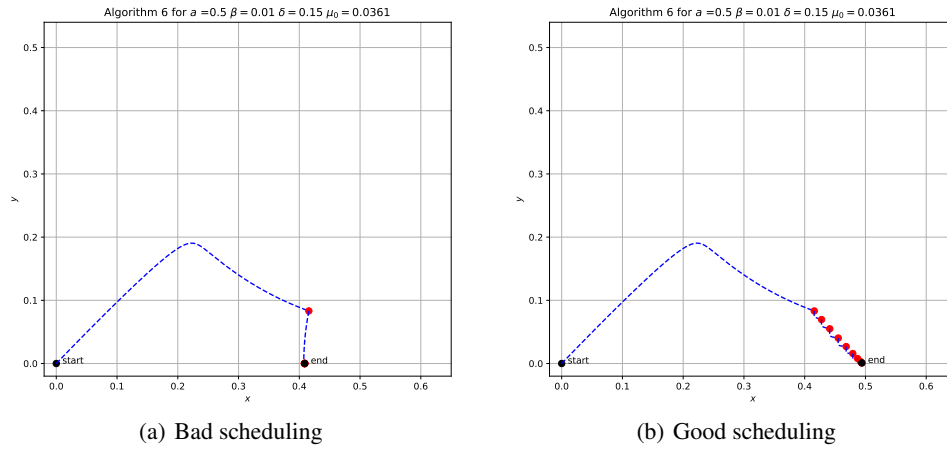 Algorithm 6 for a =0.5 β = 0.01 δ = 0.15 μ₀ = 0.0361
0.5
0.4
0.3
y
0.2
0.1
0.0
start
end
0.0 0.1 0.2 0.3 0.4 0.5 0.6
x
(a) Bad scheduling
Algorithm 6 for a =0.5 β = 0.01 δ = 0.15 μ₀ = 0.0361
0.5
0.4
0.3
y
0.2
0.1
0.0
start
end
0.0 0.1 0.2 0.3 0.4 0.5 0.6
x
(b) Good scheduling